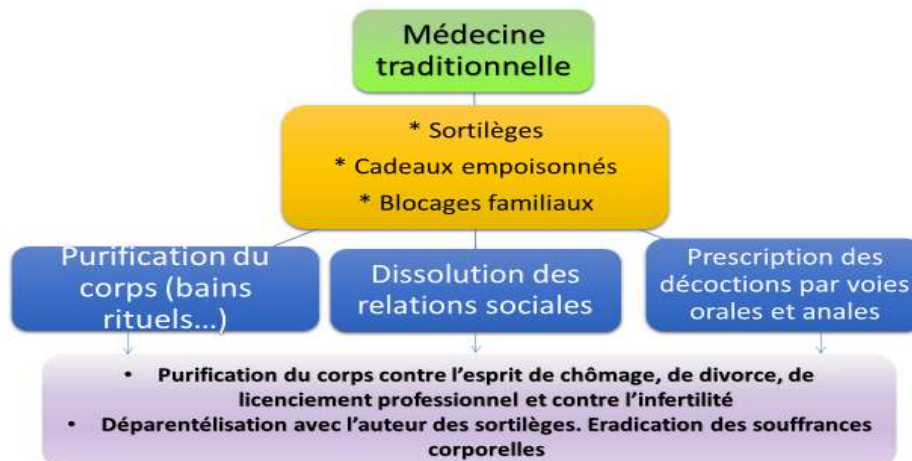 Médecine
traditionnelle
* Sortilèges
* Cadeaux empoisonnés
* Blocages familiaux
Purification du
corps (bains
rituels...)
Dissolution des
relations sociales
Prescription des
décoctions par voies
orales et anales
• Purification du corps contre l'esprit de chômage, de divorce, de
licenciement professionnel et contre l'infertilité
• Déparentélisation avec l'auteur des sortilèges. Eradication des souffrances
corporelles